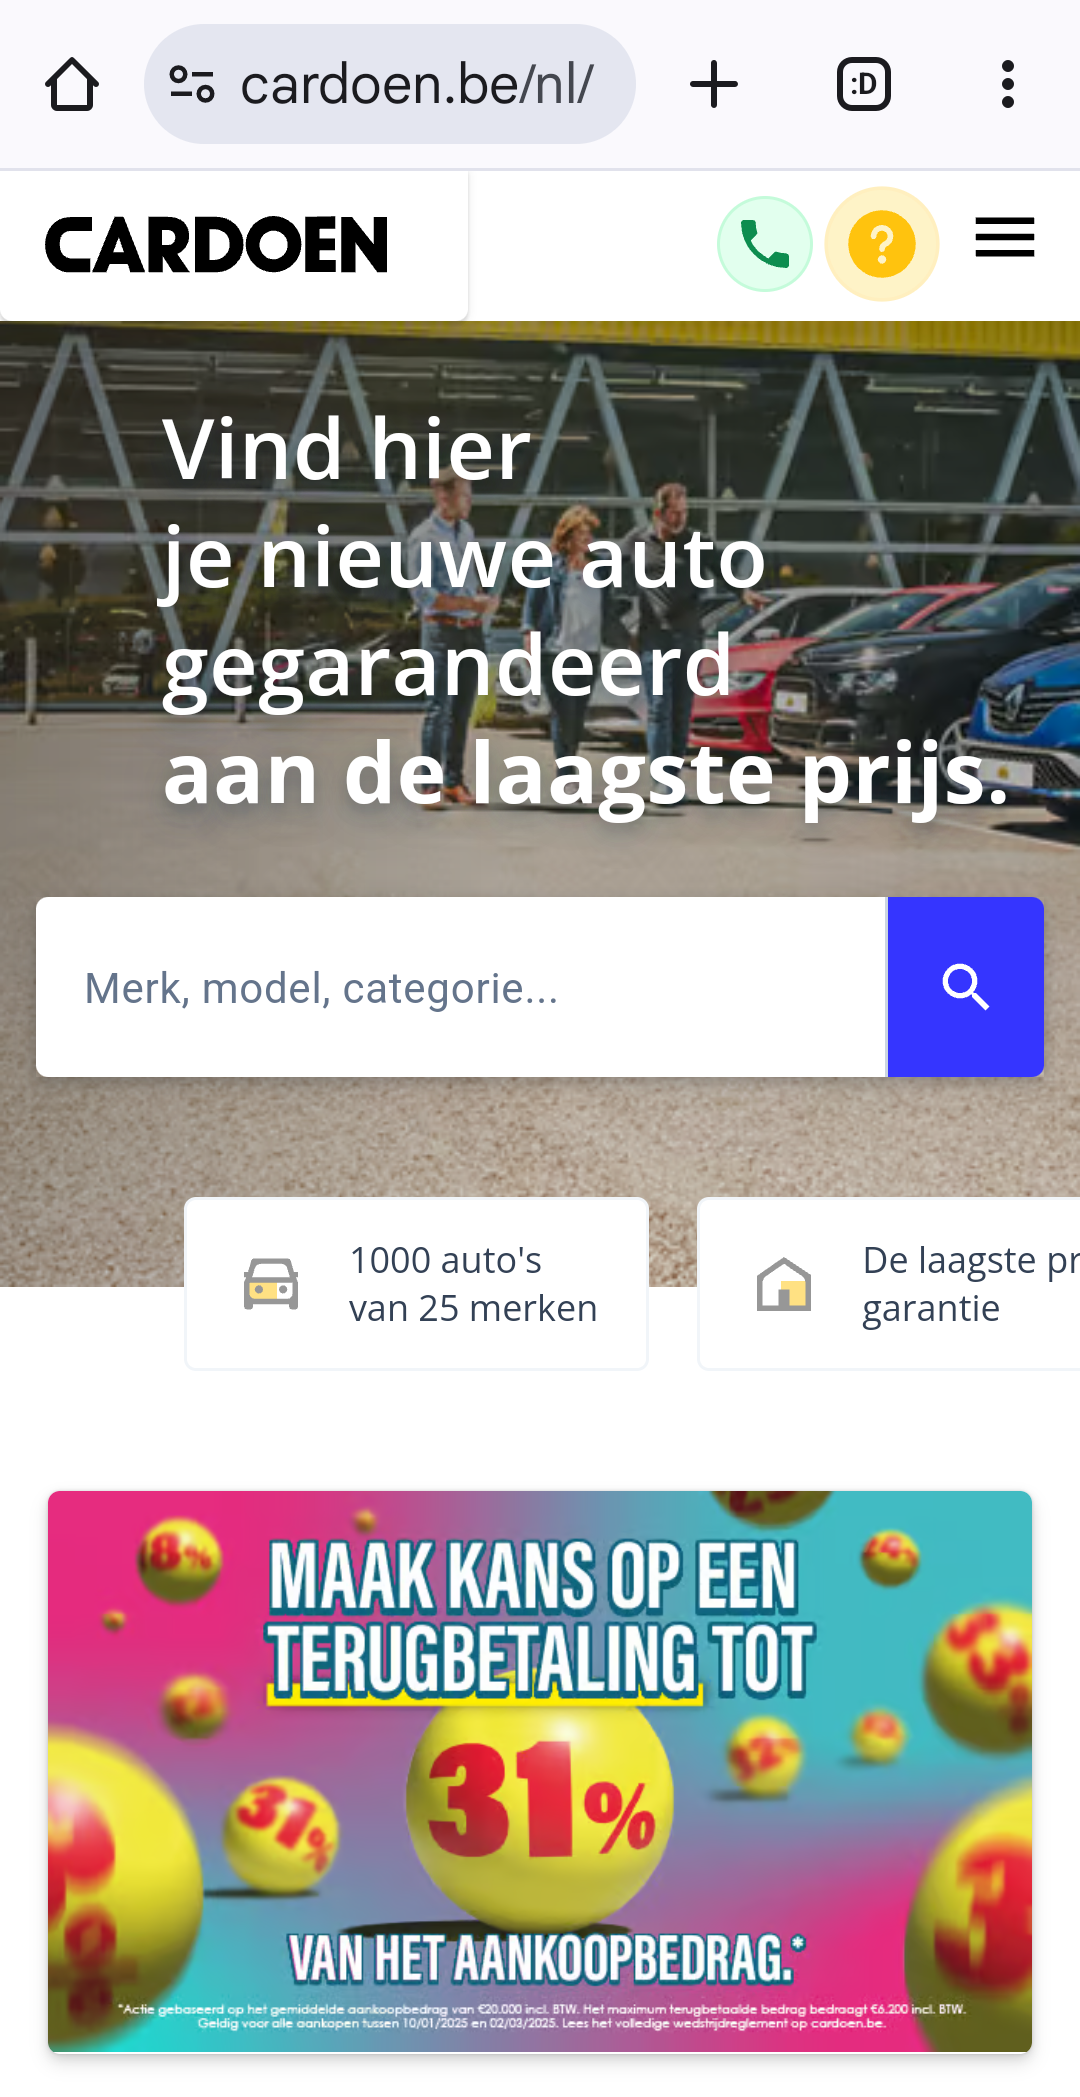 cardoen.be/nl/
:D
CARDOEN
?
Vind hier
je nieuwe auto
gegarandeerd
aan de laagste prijs.
Merk, model, categorie...
1000 auto's
van 25 merken
De laagste pr
garantie
8%
MAAK KANS OP EEN
TERUGBETALING TOT
31%
31%
VAN HET AANKOOPBEDRAG.*
*Actie gebaseerd op het gemiddelde aankoopbedrag van €20.000 incl. BTW. Het maximum terugbetaalde bedrag bedraagt €6.200 incl. BTW.
Geldig voor alle aankopen tussen 10/01/2025 en 02/03/2025. Lees het volledige wedstrijdreglement op cardoen.be.